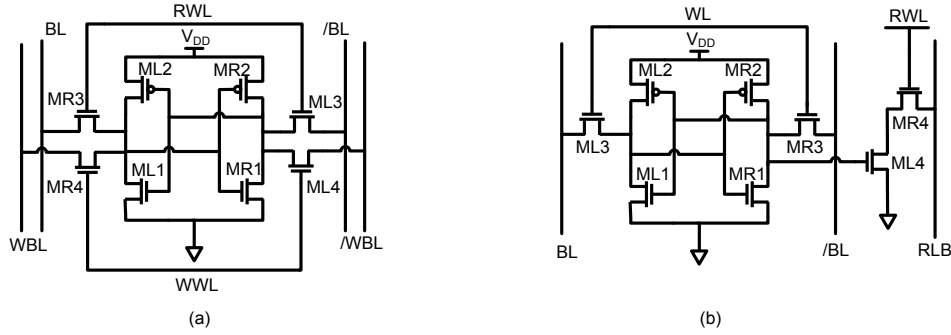 RWL
BL
/BL
VDD
ML2
MR2
MR3
ML3
ML1
MR1
MR4
ML4
WBL
/WBL
WWL
(a)
WL
RWL
VDD
ML2
MR2
MR4
ML3
MR3
ML1
MR1
ML4
BL
/BL
RLB
(b)